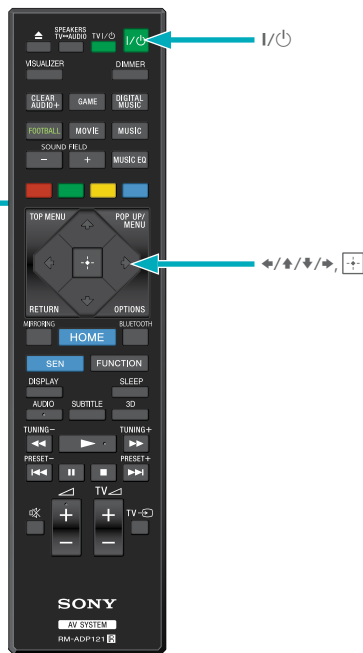 SPEAKERS
TV↔AUDIO TV I/⏻ I/⏻
I/⏻
VISUALIZER DIMMER
CLEAR AUDIO+ GAME DIGITAL MUSIC
FOOTBALL MOVIE MUSIC
SOUND FIELD
− + MUSIC EQ
TOP MENU POP UP/ MENU
←/↑/↓/→,
RETURN OPTIONS
MIRRORING HOME BLUETOOTH
SEN FUNCTION
DISPLAY SLEEP
AUDIO SUBTITLE 3D
TUNING− TUNING+
PRESET− PRESET+
TV
+ + TV
− −
SONY
AV SYSTEM
RM-ADP121 R